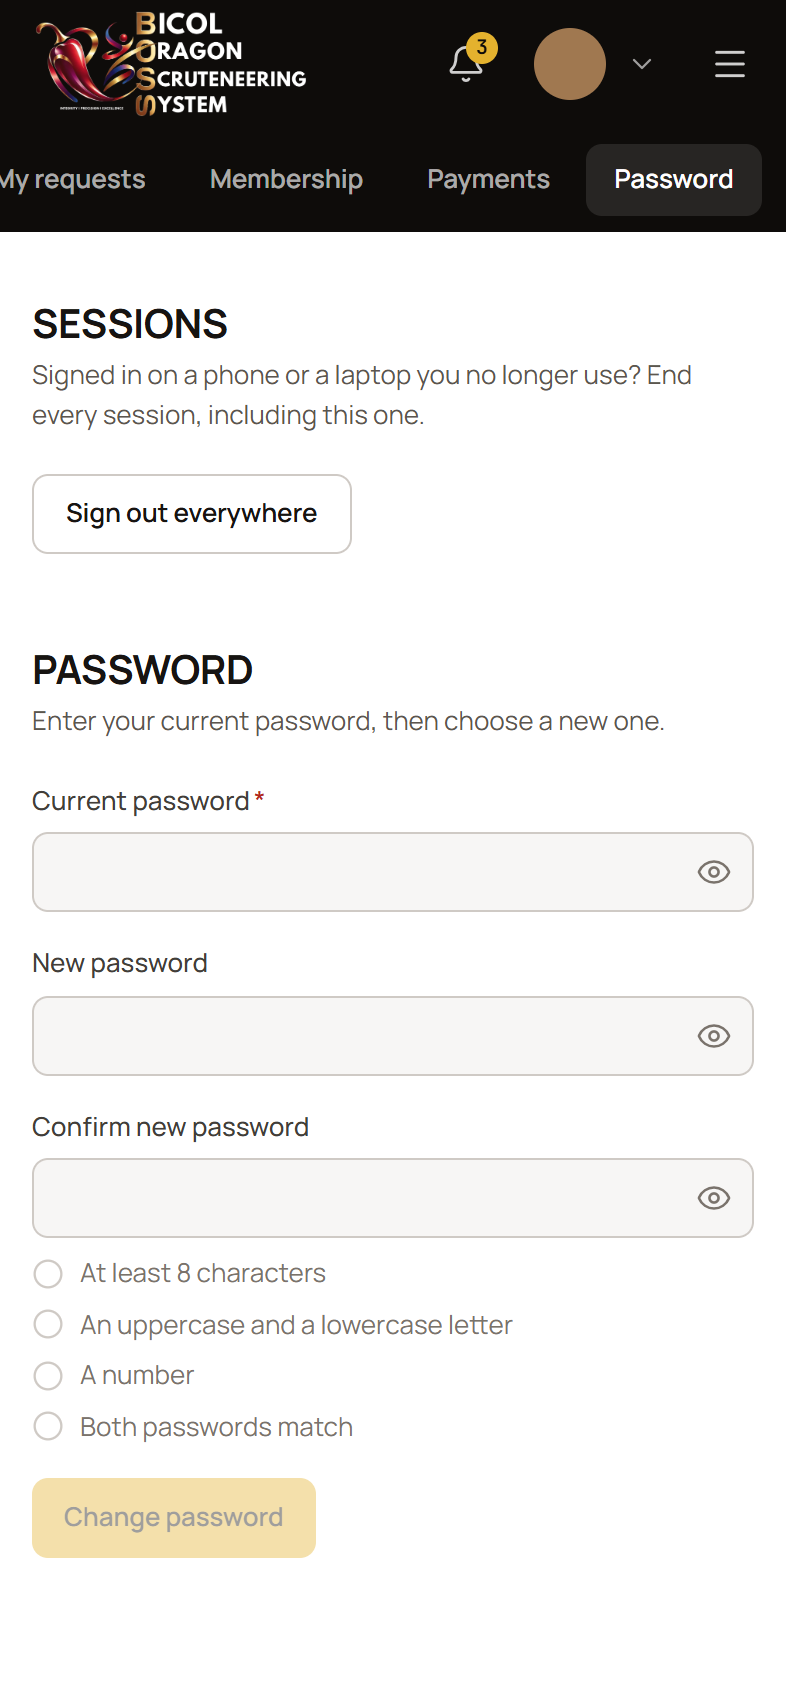 BICOL
DRAGON
SCRUTENEERING
SYSTEM
INTEGRITY | PRECISION | EXCELLENCE
3
My requests
Membership
Payments
Password
SESSIONS
Signed in on a phone or a laptop you no longer use? End
every session, including this one.
Sign out everywhere
PASSWORD
Enter your current password, then choose a new one.
Current password *
New password
Confirm new password
At least 8 characters
An uppercase and a lowercase letter
A number
Both passwords match
Change password